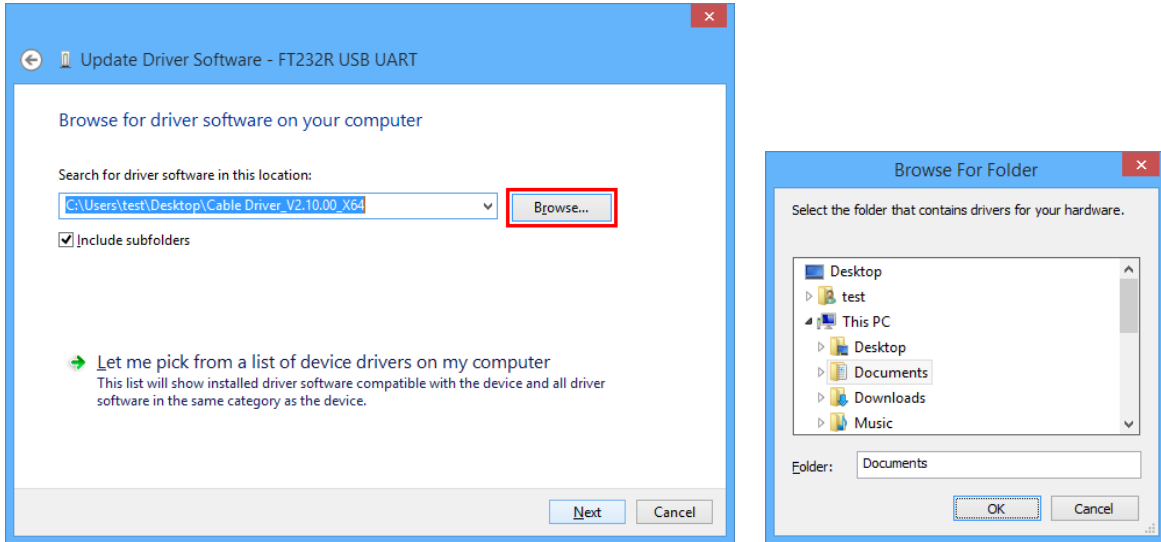 Update Driver Software - FT232R USB UART
Browse for driver software on your computer
Search for driver software in this location:
C:\Users\test\Desktop\Cable Driver_V2.10.00_X64
Browse...
Include subfolders
Let me pick from a list of device drivers on my computer
This list will show installed driver software compatible with the device and all driver
software in the same category as the device.
Next
Cancel
Browse For Folder
Select the folder that contains drivers for your hardware.
Desktop
test
This PC
Desktop
Documents
Downloads
Music
Folder:
Documents
OK
Cancel